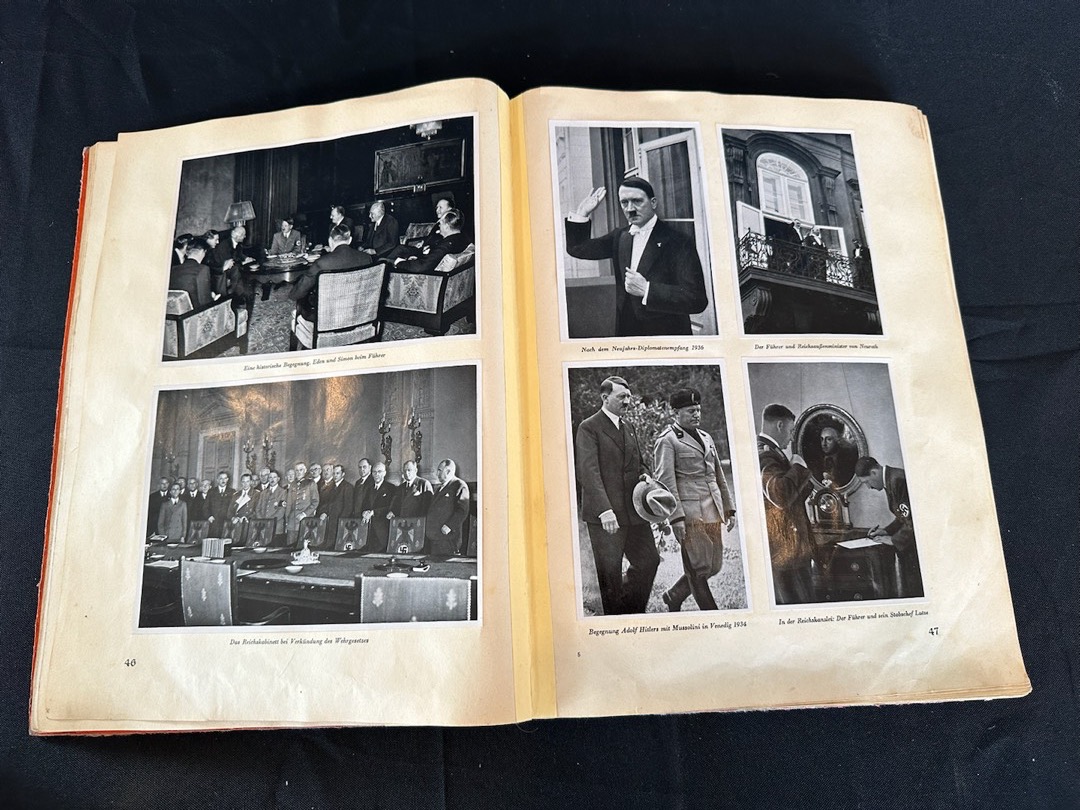 Eine historische Begegnung. Eden und Simon beim Führer
Das Reichskabinett bei Verkündung des Wehrgesetzes
46
Nach dem Neujahrs-Diplomatenempfang 1936
Der Führer und Reichsaußenminister von Neurath
Begegnung Adolf Hitlers mit Mussolini in Venedig 1934
In der Reichskanzlei: Der Führer und sein Stabschef Lutze
5
47